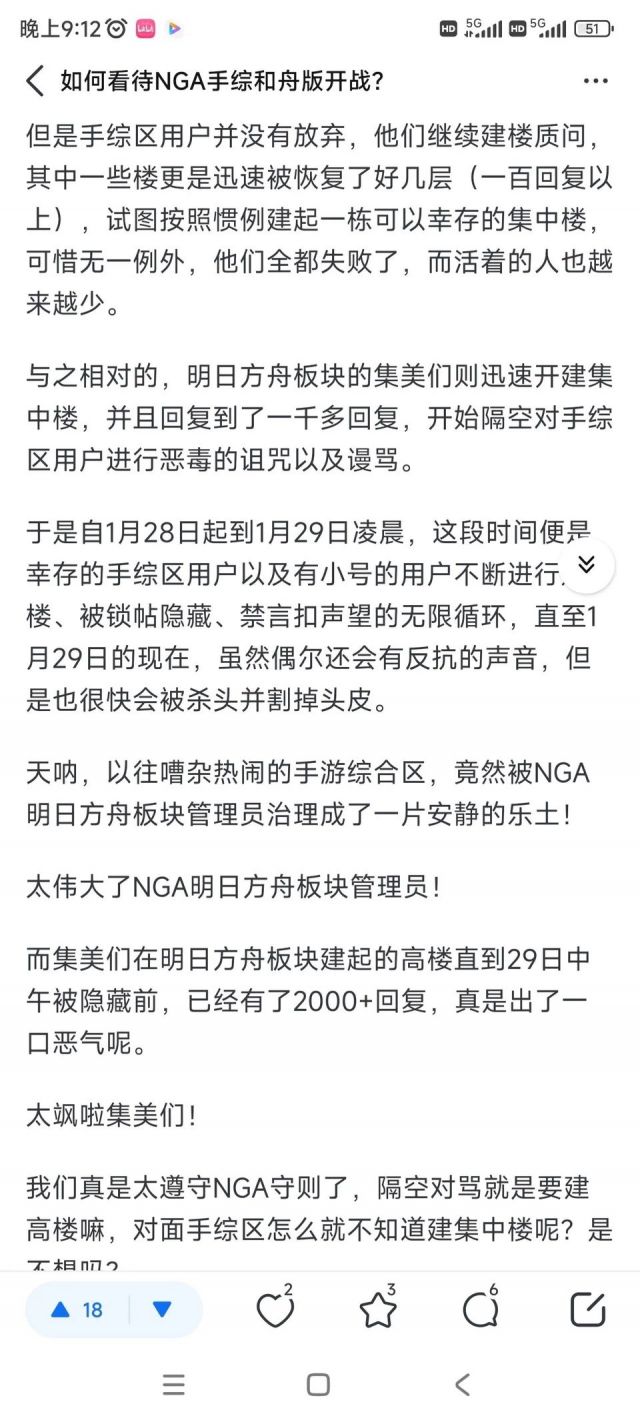 晚上9:12
LaLa
HD
5G
HD
5G
51
如何看待NGA手综和舟版开战？
但是手综区用户并没有放弃，他们继续建楼质问，
其中一些楼更是迅速被恢复了好几层（一百回复以
上），试图按照惯例建起一栋可以幸存的集中楼，
可惜无一例外，他们全都失败了，而活着的人也越
来越少。
与之相对的，明日方舟板块的集美们则迅速开建集
中楼，并且回复到了一千多回复，开始隔空对手综
区用户进行恶毒的诅咒以及谩骂。
于是自1月28日起到1月29日凌晨，这段时间便是
幸存的手综区用户以及有小号的用户不断进行
楼、被锁帖隐藏、禁言扣声望的无限循环，直至1
月29日的现在，虽然偶尔还会有反抗的声音，但
是也很快会被杀头并割掉头皮。
天呐，以往嘈杂热闹的手游综合区，竟然被NGA
明日方舟板块管理员治理成了一片安静的乐土！
太伟大了NGA明日方舟板块管理员！
而集美们在明日方舟板块建起的高楼直到29日中
午被隐藏前，已经有了2000+回复，真是出了一
口恶气呢。
太飒啦集美们！
我们真是太遵守NGA守则了，隔空对骂就是要建
高楼嘛，对面手综区怎么就不知道建集中楼呢？是
不想吗？
18
2
3
6